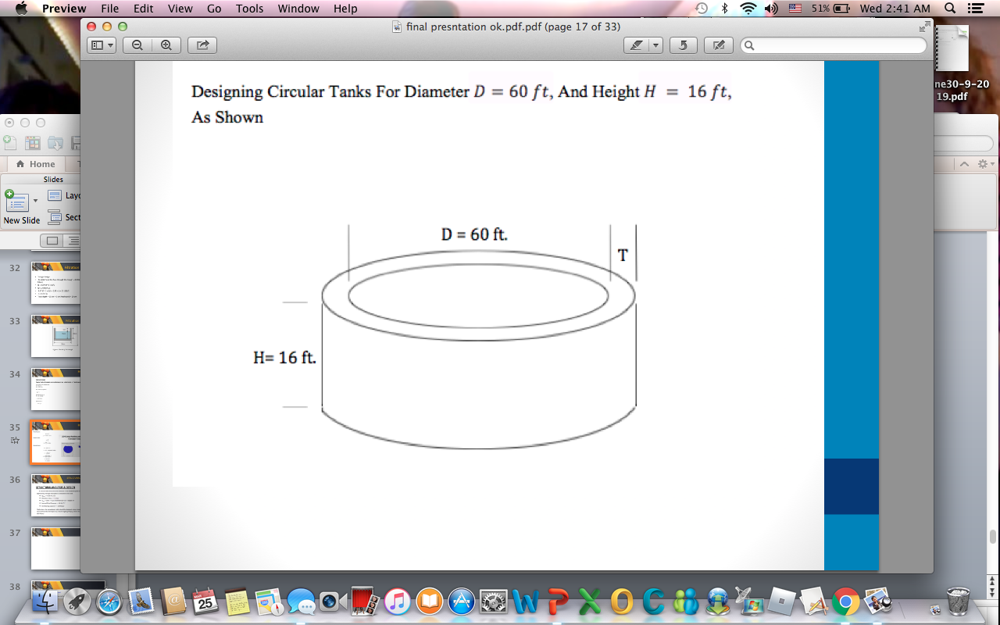 Preview File Edit View Go Tools Window Help 51% Wed 2:41 AM
final presntation ok.pdf.pdf (page 17 of 33)
ne30-9-20
19.pdf
Home
Slides
New Slide
Designing Circular Tanks For Diameter D = 60 ft, And Height H = 16 ft,
As Shown
D = 60 ft.
T
H= 16 ft.
32
33
34
35
36
37
38
MAR
25